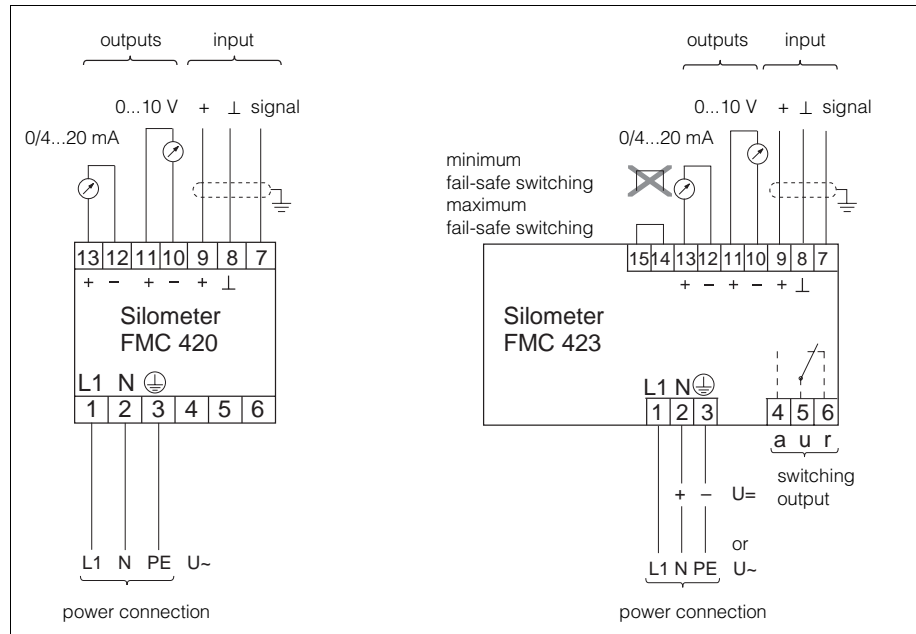 outputs input
0...10 V + ⊥ signal
0/4...20 mA
13 12 11 10 9 8 7
+ – + – + ⊥
Silometer
FMC 420
L1 N
1 2 3 4 5 6
L1 N PE U~
power connection
outputs input
0...10 V + ⊥ signal
0/4...20 mA
minimum
fail-safe switching
maximum
fail-safe switching
15 14 13 12 11 10 9 8 7
+ – + – + ⊥
Silometer
FMC 423
L1 N
1 2 3
4 5 6
a u r
switching
output
+ – U=
or
L1 N PE U~
power connection